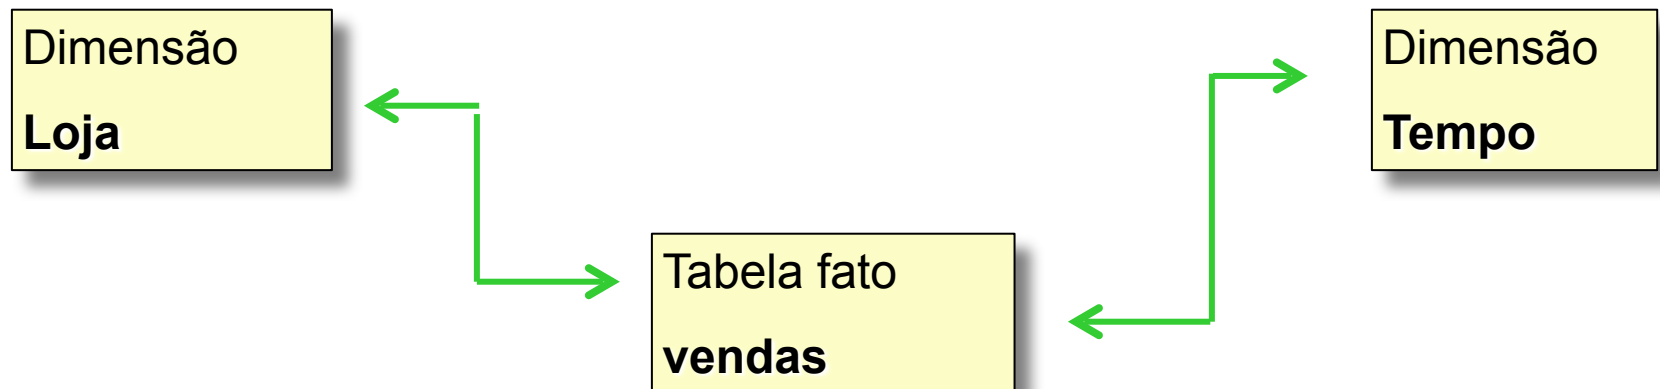 Dimensão
Loja
Dimensão
Tempo
Tabela fato
vendas